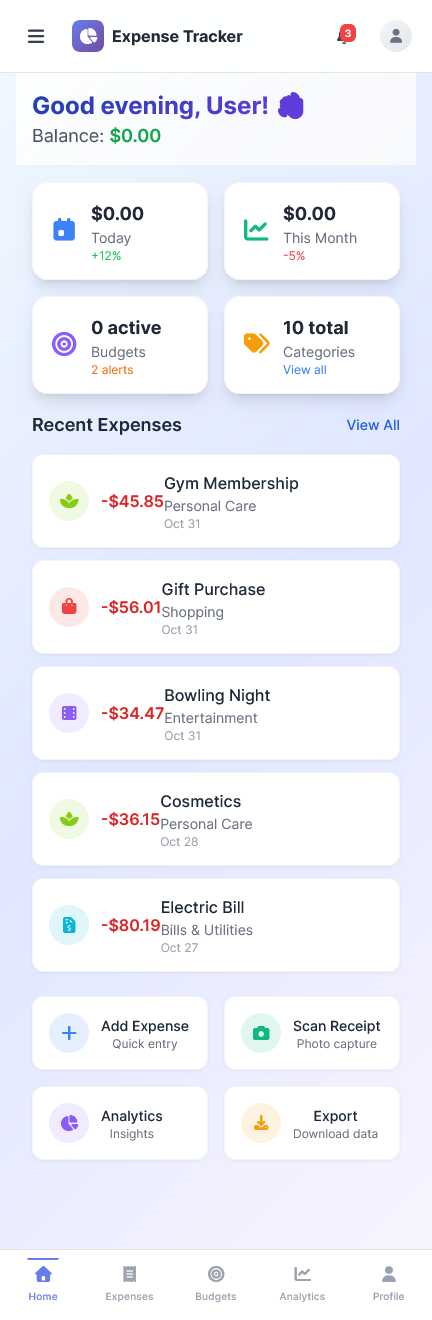 Expense Tracker
3
Good evening, User!
Balance: $0.00
$0.00
Today
+12%
$0.00
This Month
-5%
0 active
Budgets
2 alerts
10 total
Categories
View all
Recent Expenses
View All
-$45.85
Gym Membership
Personal Care
Oct 31
-$56.01
Gift Purchase
Shopping
Oct 31
-$34.47
Bowling Night
Entertainment
Oct 31
-$36.15
Cosmetics
Personal Care
Oct 28
-$80.19
Electric Bill
Bills & Utilities
Oct 27
Add Expense
Quick entry
Scan Receipt
Photo capture
Analytics
Insights
Export
Download data
Home
Expenses
Budgets
Analytics
Profile